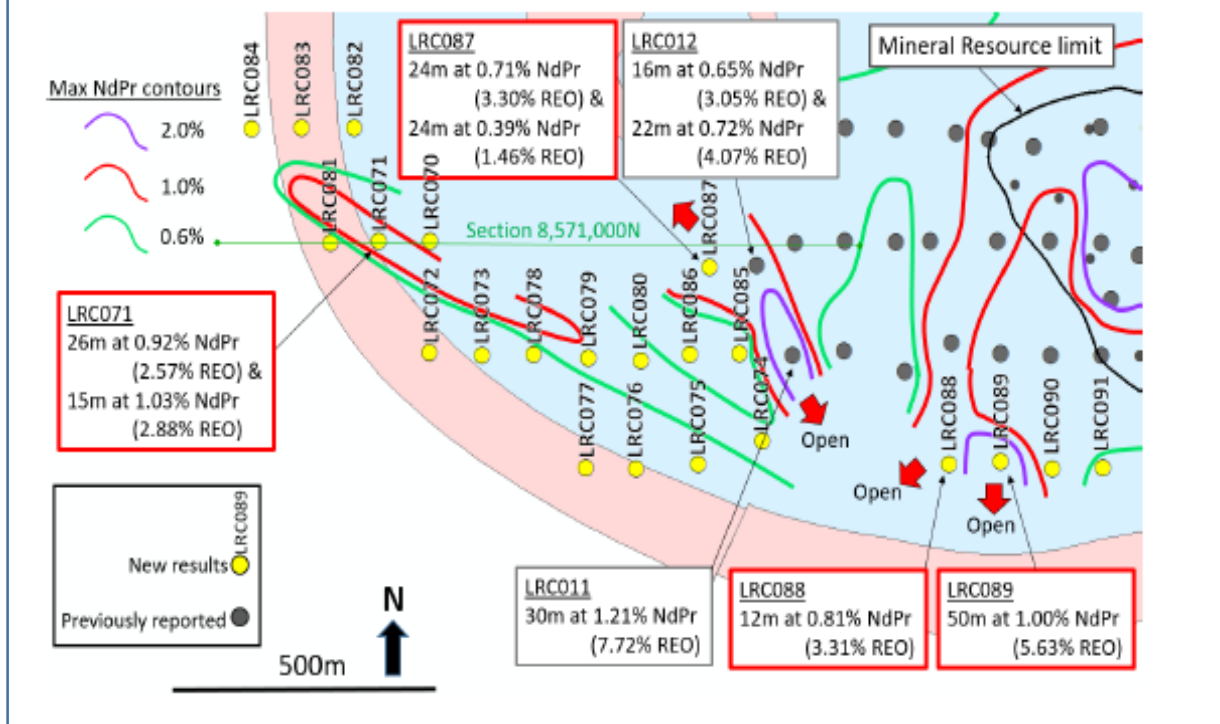 LRC087
24m at 0.71% NdPr
(3.30% REO) &
24m at 0.39% NdPr
(1.46% REO)
LRC012
16m at 0.65% NdPr
(3.05% REO) &
22m at 0.72% NdPr
(4.07% REO)
Mineral Resource limit
Max NdPr contours
2.0%
1.0%
0.6%
LRC084
LRC083
LRC082
LRC081
LRC071
LRC070
LRC087
Section 8,571,000N
LRC072
LRC073
LRC078
LRC079
LRC080
LRC086
LRC085
LRC071
26m at 0.92% NdPr
(2.57% REO) &
15m at 1.03% NdPr
(2.88% REO)
LRC077
LRC076
LRC075
LRC074
LRC088
LRC089
LRC090
LRC091
Open
Open
Open
LRC089
New results
Previously reported
N
500m
LRC011
30m at 1.21% NdPr
(7.72% REO)
LRC088
12m at 0.81% NdPr
(3.31% REO)
LRC089
50m at 1.00% NdPr
(5.63% REO)